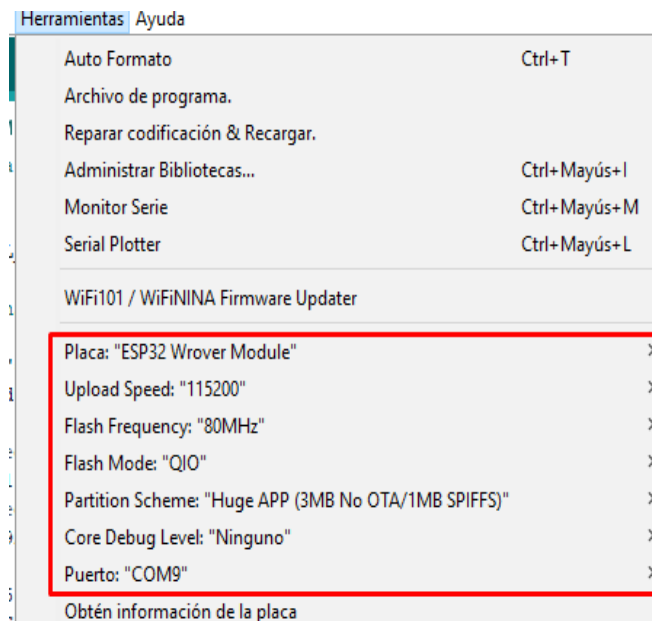 Herramientas Ayuda
Auto Formato Ctrl+T
Archivo de programa.
Reparar codificación & Recargar.
Administrar Bibliotecas... Ctrl+Mayús+I
Monitor Serie Ctrl+Mayús+M
Serial Plotter Ctrl+Mayús+L
WiFi101 / WiFiNINA Firmware Updater
Placa: "ESP32 Wrover Module"
Upload Speed: "115200"
Flash Frequency: "80MHz"
Flash Mode: "QIO"
Partition Scheme: "Huge APP (3MB No OTA/1MB SPIFFS)"
Core Debug Level: "Ninguno"
Puerto: "COM9"
Obtén información de la placa